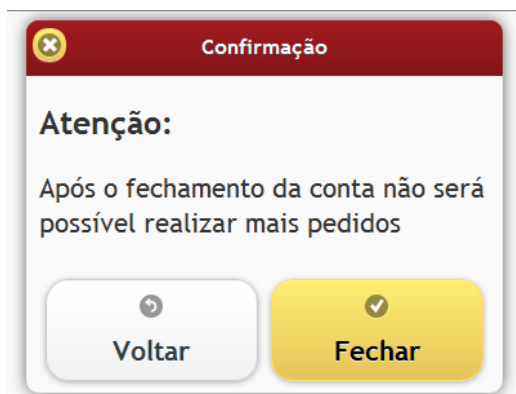 Confirmação
Atenção:
Após o fechamento da conta não será
possível realizar mais pedidos
Voltar
Fechar